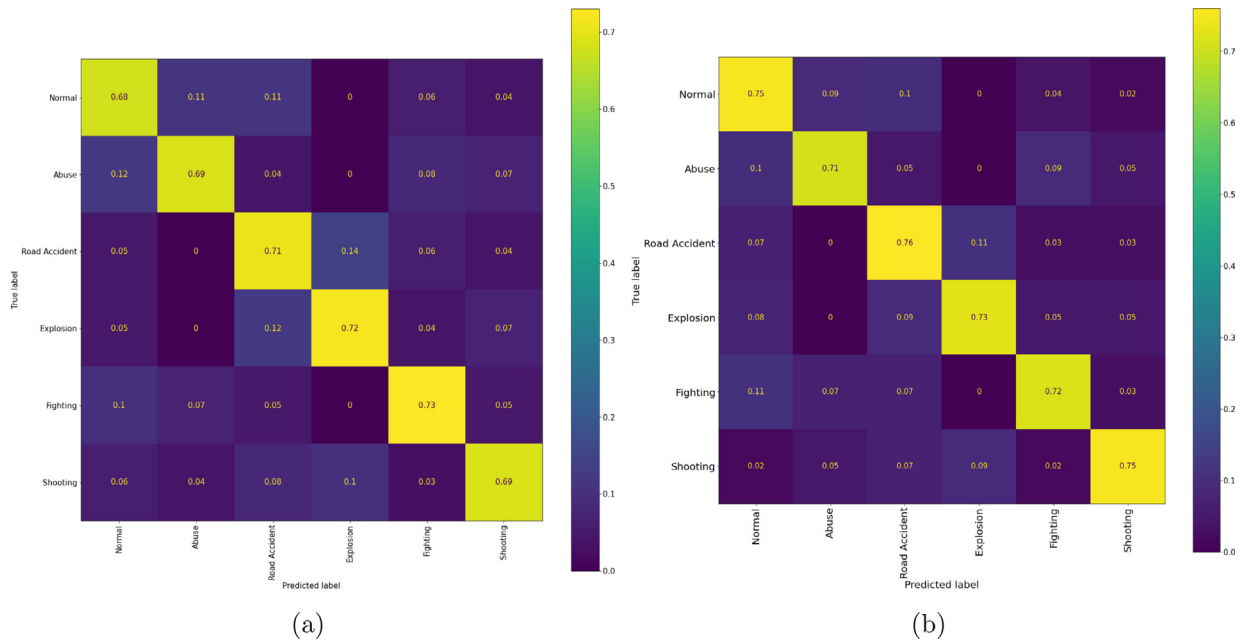 Normal 0.68 0.11 0.11 0 0.06 0.04
Abuse 0.12 0.69 0.04 0 0.08 0.07
Road Accident 0.05 0 0.71 0.14 0.06 0.04
Explosion 0.05 0 0.12 0.72 0.04 0.07
Fighting 0.1 0.07 0.05 0 0.73 0.05
Shooting 0.06 0.04 0.08 0.1 0.03 0.69
True label
Normal Abuse Road Accident Explosion Fighting Shooting
Predicted label
0.7
0.6
0.5
0.4
0.3
0.2
0.1
0.0
(a)
Normal 0.75 0.09 0.1 0 0.04 0.02
Abuse 0.1 0.71 0.05 0 0.09 0.05
Road Accident 0.07 0 0.76 0.11 0.03 0.03
Explosion 0.08 0 0.09 0.73 0.05 0.05
Fighting 0.11 0.07 0.07 0 0.72 0.03
Shooting 0.02 0.05 0.07 0.09 0.02 0.75
True label
Normal Abuse Road Accident Explosion Fighting Shooting
Predicted label
0.7
0.6
0.5
0.4
0.3
0.2
0.1
0.0
(b)